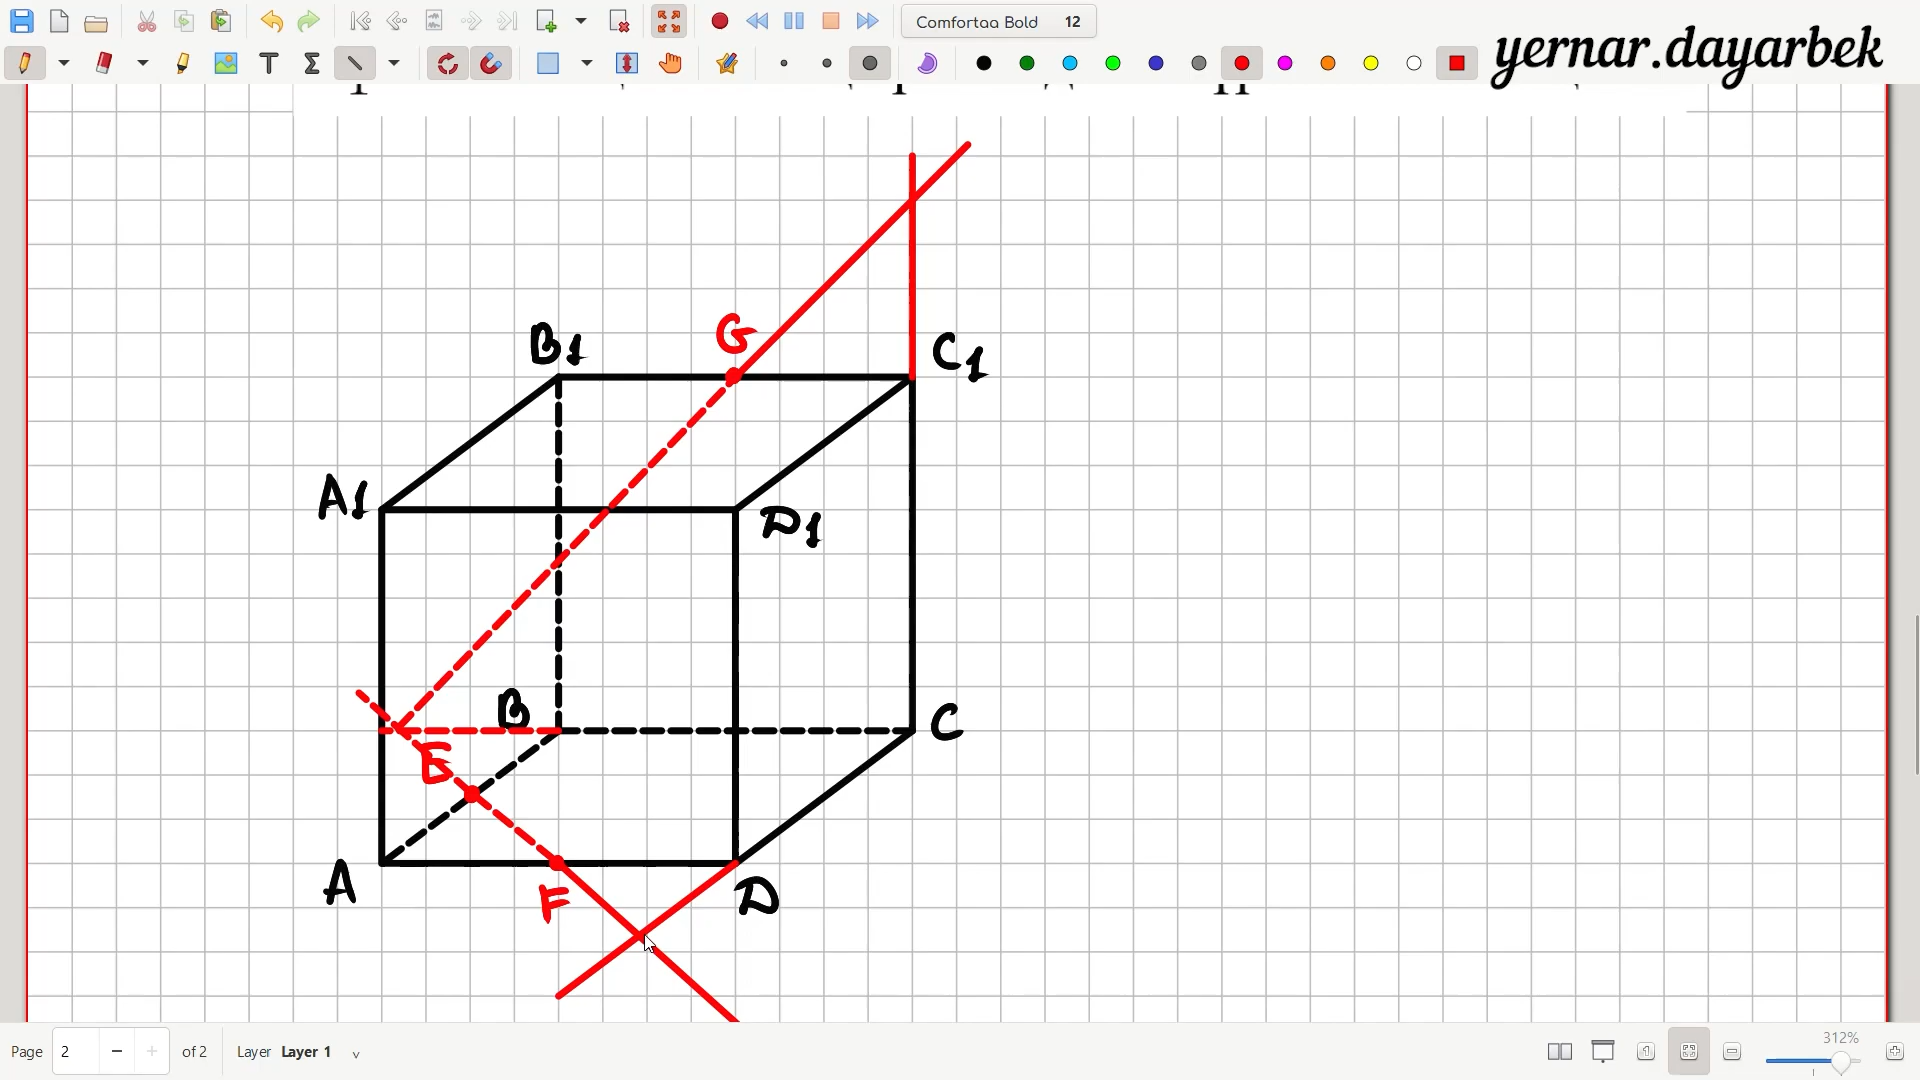 Comfortaa Bold 12
yernar.dayarbek
G
B1
C1
A1
D1
B
C
E
A
F
D
Page 2 of 2 Layer Layer 1
312%